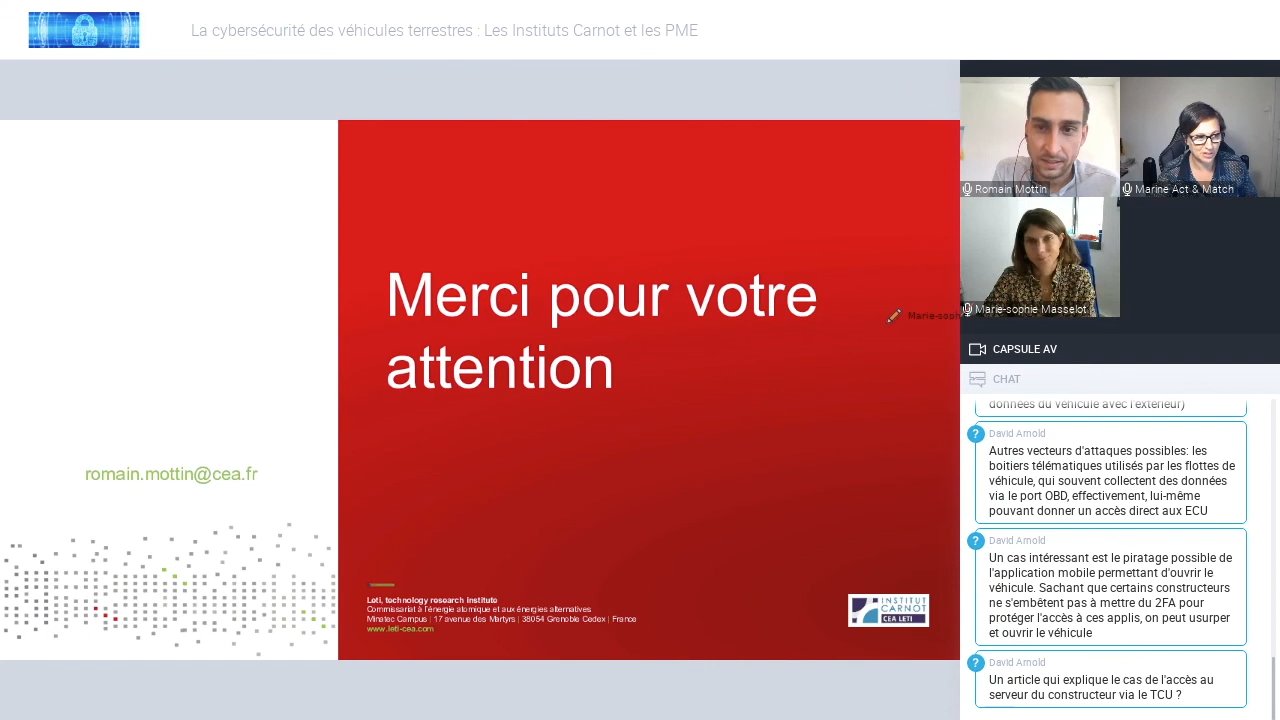 La cybersécurité des véhicules terrestres : Les Instituts Carnot et les PME
Merci pour votre
attention
romain.mottin@cea.fr
Leti, technology research institute
Commissariat à l'énergie atomique et aux énergies alternatives
Minatec Campus | 17 avenue des Martyrs | 38054 Grenoble Cedex | France
www.leti-cea.com
INSTITUT
CARNOT
CEA LETI
Marie-soph
Romain Mottin
Marine Act & Match
Marie-sophie Masselot
CAPSULE AV
CHAT
données du véhicule avec l'extérieur)
David Arnold
Autres vecteurs d'attaques possibles: les
boitiers télématiques utilisés par les flottes de
véhicule, qui souvent collectent des données
via le port OBD, effectivement, lui-même
pouvant donner un accès direct aux ECU
David Arnold
Un cas intéressant est le piratage possible de
l'application mobile permettant d'ouvrir le
véhicule. Sachant que certains constructeurs
ne s'embêtent pas à mettre du 2FA pour
protéger l'accès à ces applis, on peut usurper
et ouvrir le véhicule
David Arnold
Un article qui explique le cas de l'accès au
serveur du constructeur via le TCU ?